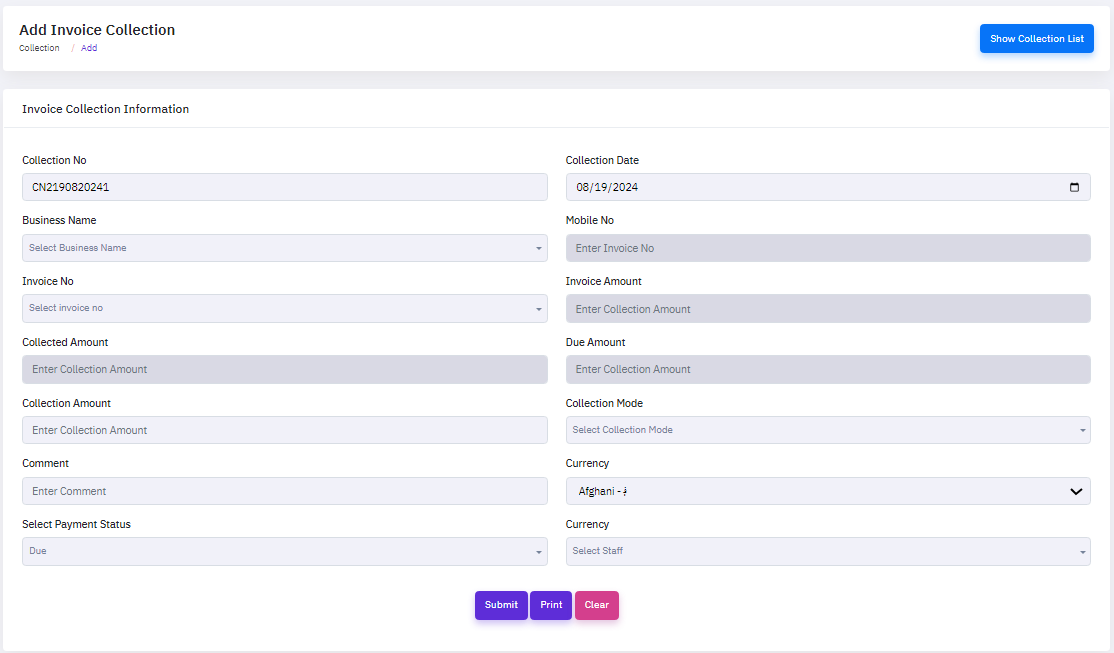 Add Invoice Collection
Collection / Add
Show Collection List
Invoice Collection Information
Collection No
Collection Date
CN2190820241
08/19/2024
Business Name
Mobile No
Select Business Name
Enter Invoice No
Invoice No
Invoice Amount
Select invoice no
Enter Collection Amount
Collected Amount
Due Amount
Enter Collection Amount
Enter Collection Amount
Collection Amount
Collection Mode
Enter Collection Amount
Select Collection Mode
Comment
Currency
Enter Comment
Afghani - ؋
Select Payment Status
Currency
Due
Select Staff
Submit
Print
Clear